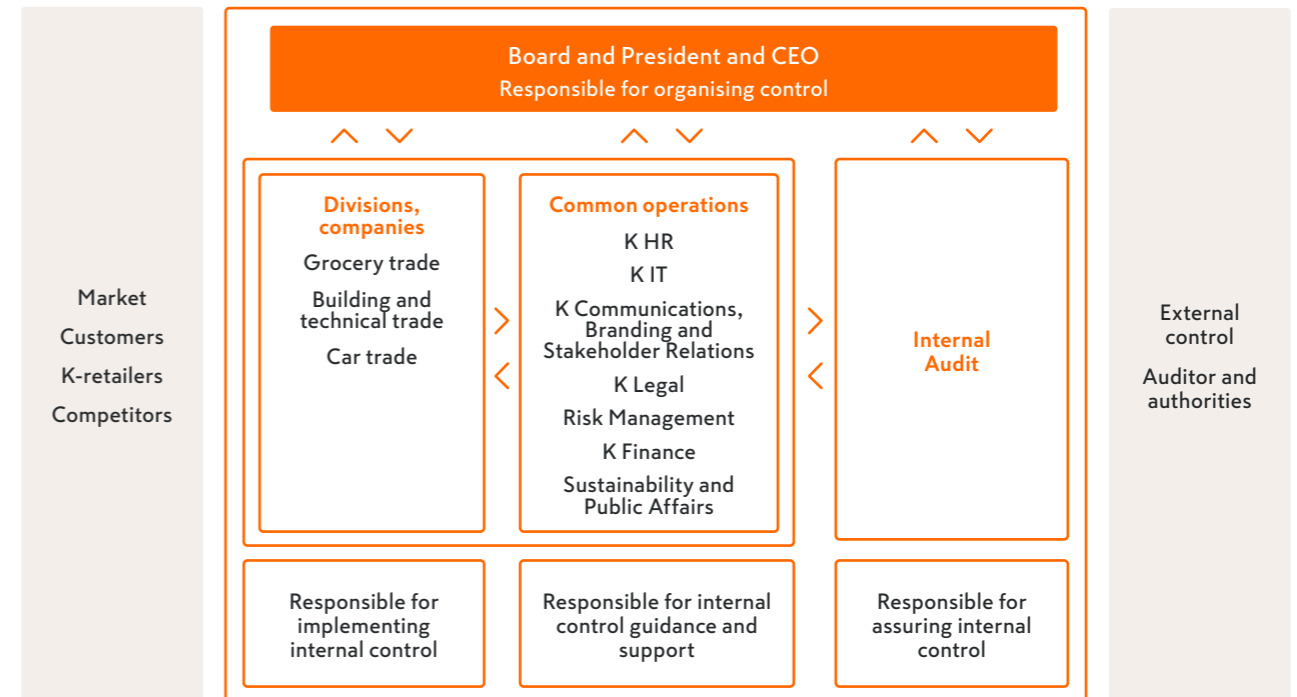 Board and President and CEO
Responsible for organising control
Market
Customers
K-retailers
Competitors
Divisions,
companies
Grocery trade
Building and
technical trade
Car trade
Common operations
K HR
K IT
K Communications,
Branding and
Stakeholder Relations
K Legal
Risk Management
K Finance
Sustainability and
Public Affairs
Internal
Audit
External
control
Auditor and
authorities
Responsible for
implementing
internal control
Responsible for internal
control guidance and
support
Responsible for
assuring internal
control